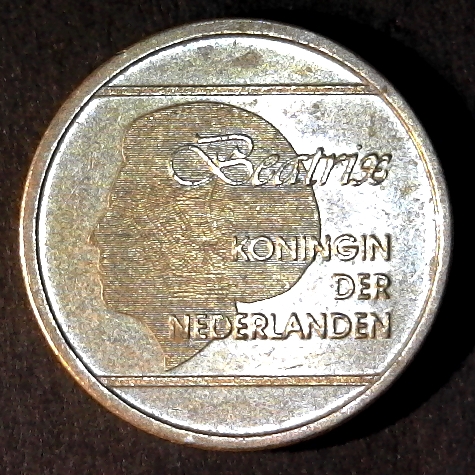 Beatrix
KONINGIN
DER
NEDERLANDEN